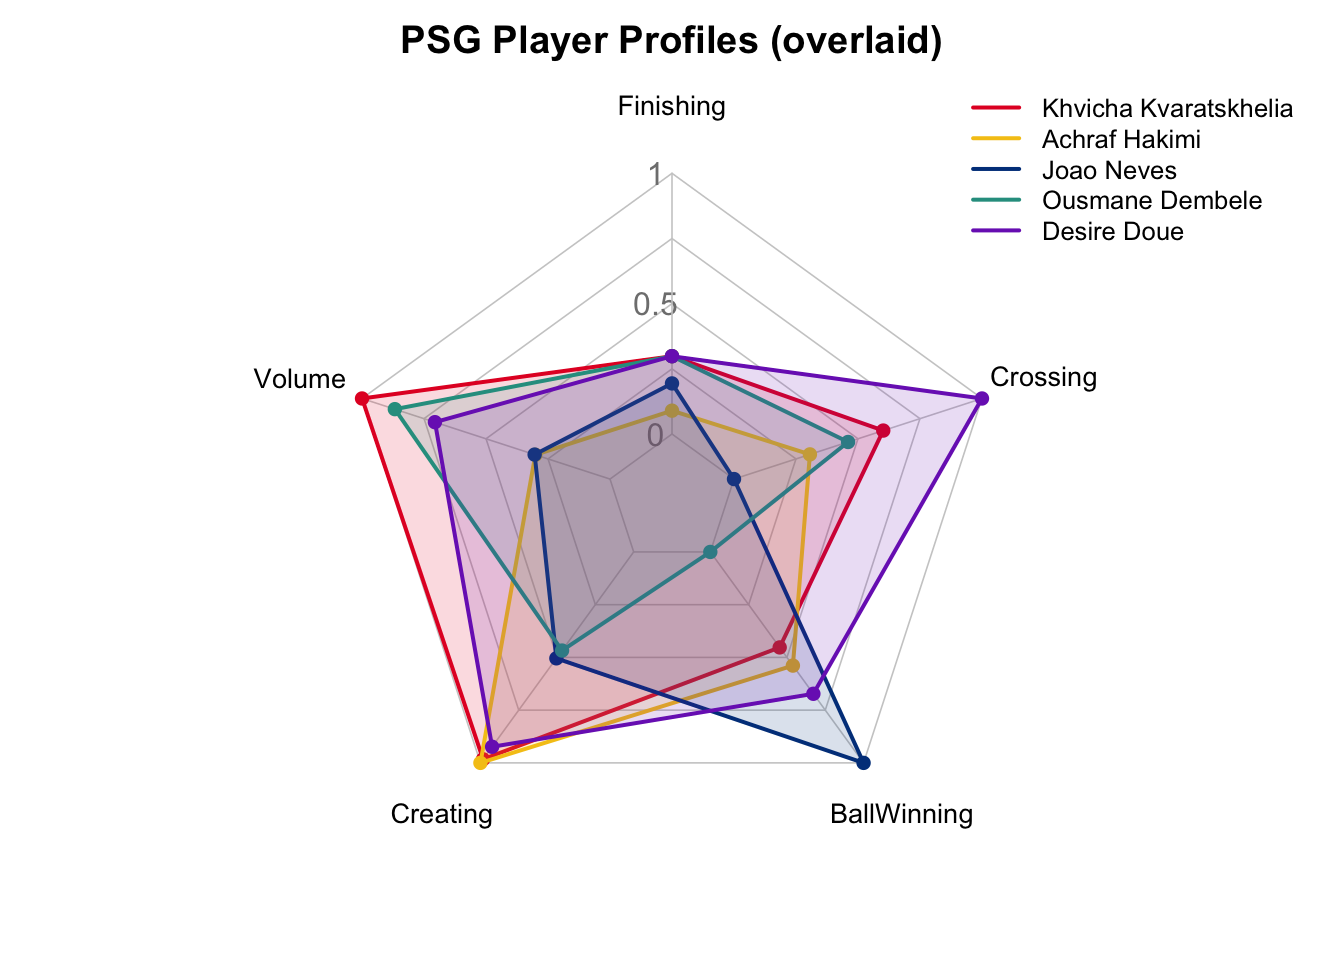 PSG Player Profiles (overlaid)
Finishing
Khvicha Kvaratskhelia
Achraf Hakimi
Joao Neves
Ousmane Dembele
Desire Doue
1
0.5
0
Volume
Crossing
Creating
BallWinning